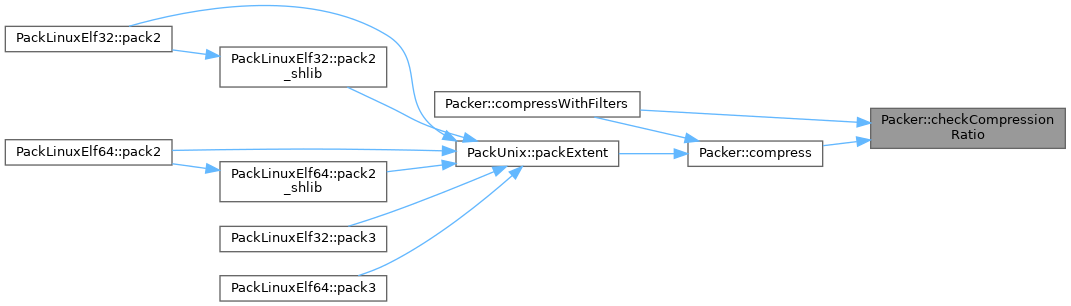 PackLinuxElf32::pack2
PackLinuxElf32::pack2
_shlib
Packer::compressWithFilters
Packer::checkCompression
Ratio
PackLinuxElf64::pack2
PackUnix::packExtent
Packer::compress
PackLinuxElf64::pack2
_shlib
PackLinuxElf32::pack3
PackLinuxElf64::pack3